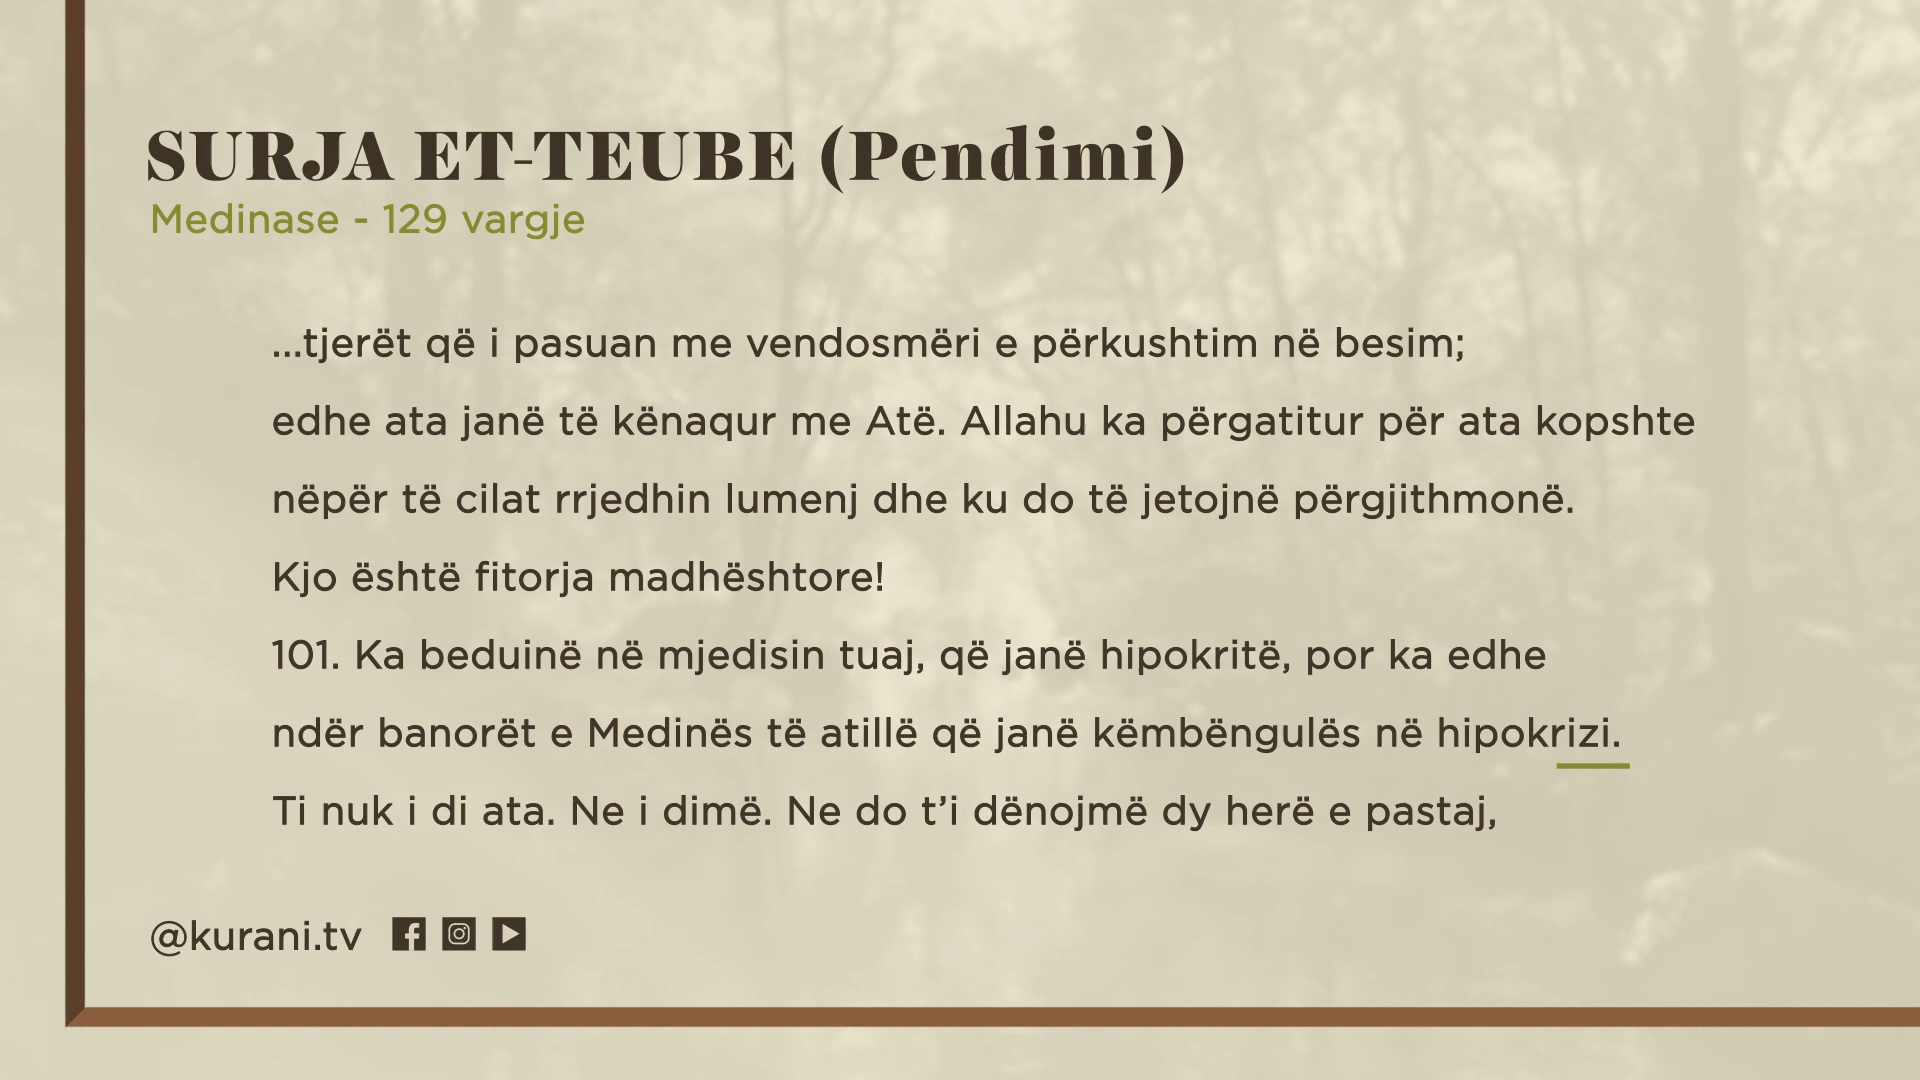 SURJA ET-TEUBE (Pendimi)
Medinase - 129 vargje
...tjerët që i pasuan me vendosmëri e përkushtim në besim;
edhe ata janë të kënaqur me Atë. Allahu ka përgatitur për ata kopshte
nëpër të cilat rrjedhin lumenj dhe ku do të jetojnë përgjithmonë.
Kjo është fitorja madhështore!
101. Ka beduinë në mjedisin tuaj, që janë hipokritë, por ka edhe
ndër banorët e Medinës të atillë që janë këmbëngulës në hipokrizi.
Ti nuk i di ata. Ne i dimë. Ne do t’i dënojmë dy herë e pastaj,
@kurani.tv